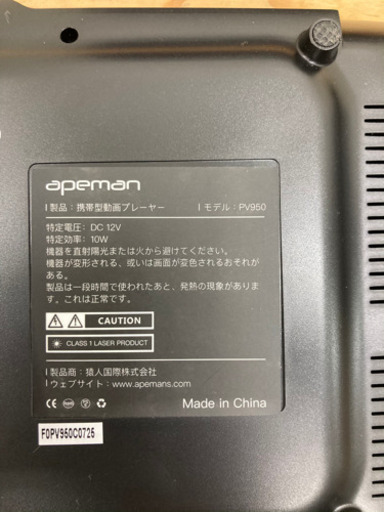 apeman
製品：携帯型動画プレーヤー
モデル：PV950
特定電圧：DC 12V
特定効率：10W
機器を直射陽光または火から避けてください。
機器が変形される、或いは画面が変色されるおそれが
ある。
製品は一段時間で使われたあと、発熱の現象がありま
す。これは正常です。
CAUTION
CLASS 1 LASER PRODUCT
製品商：猿人国際株式会社
ウェブサイト：www.apemans.com
Made in China
F0PV950C0725